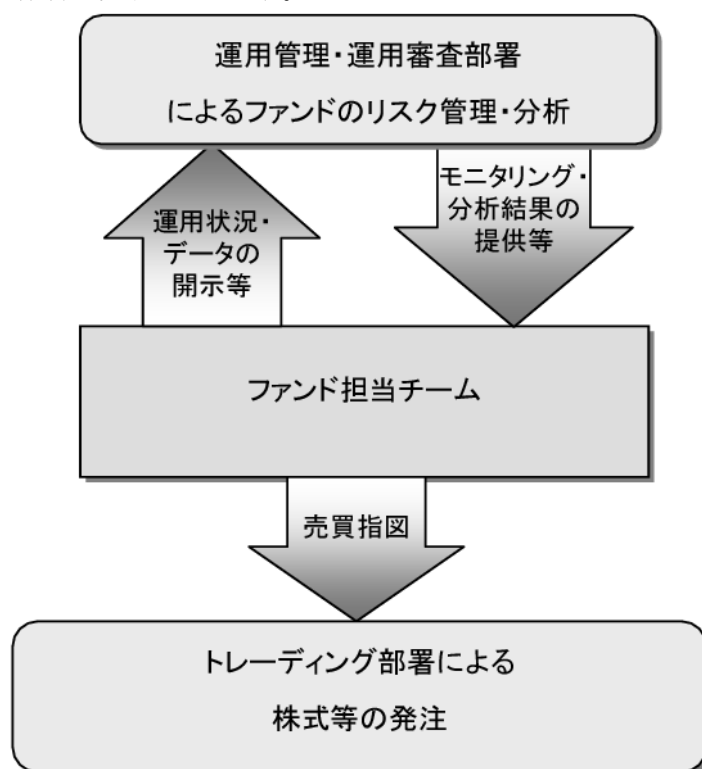 運用管理・運用審査部署
によるファンドのリスク管理・分析
運用状況・
データの
開示等
モニタリング・
分析結果の
提供等
ファンド担当チーム
売買指図
トレーディング部署による
株式等の発注